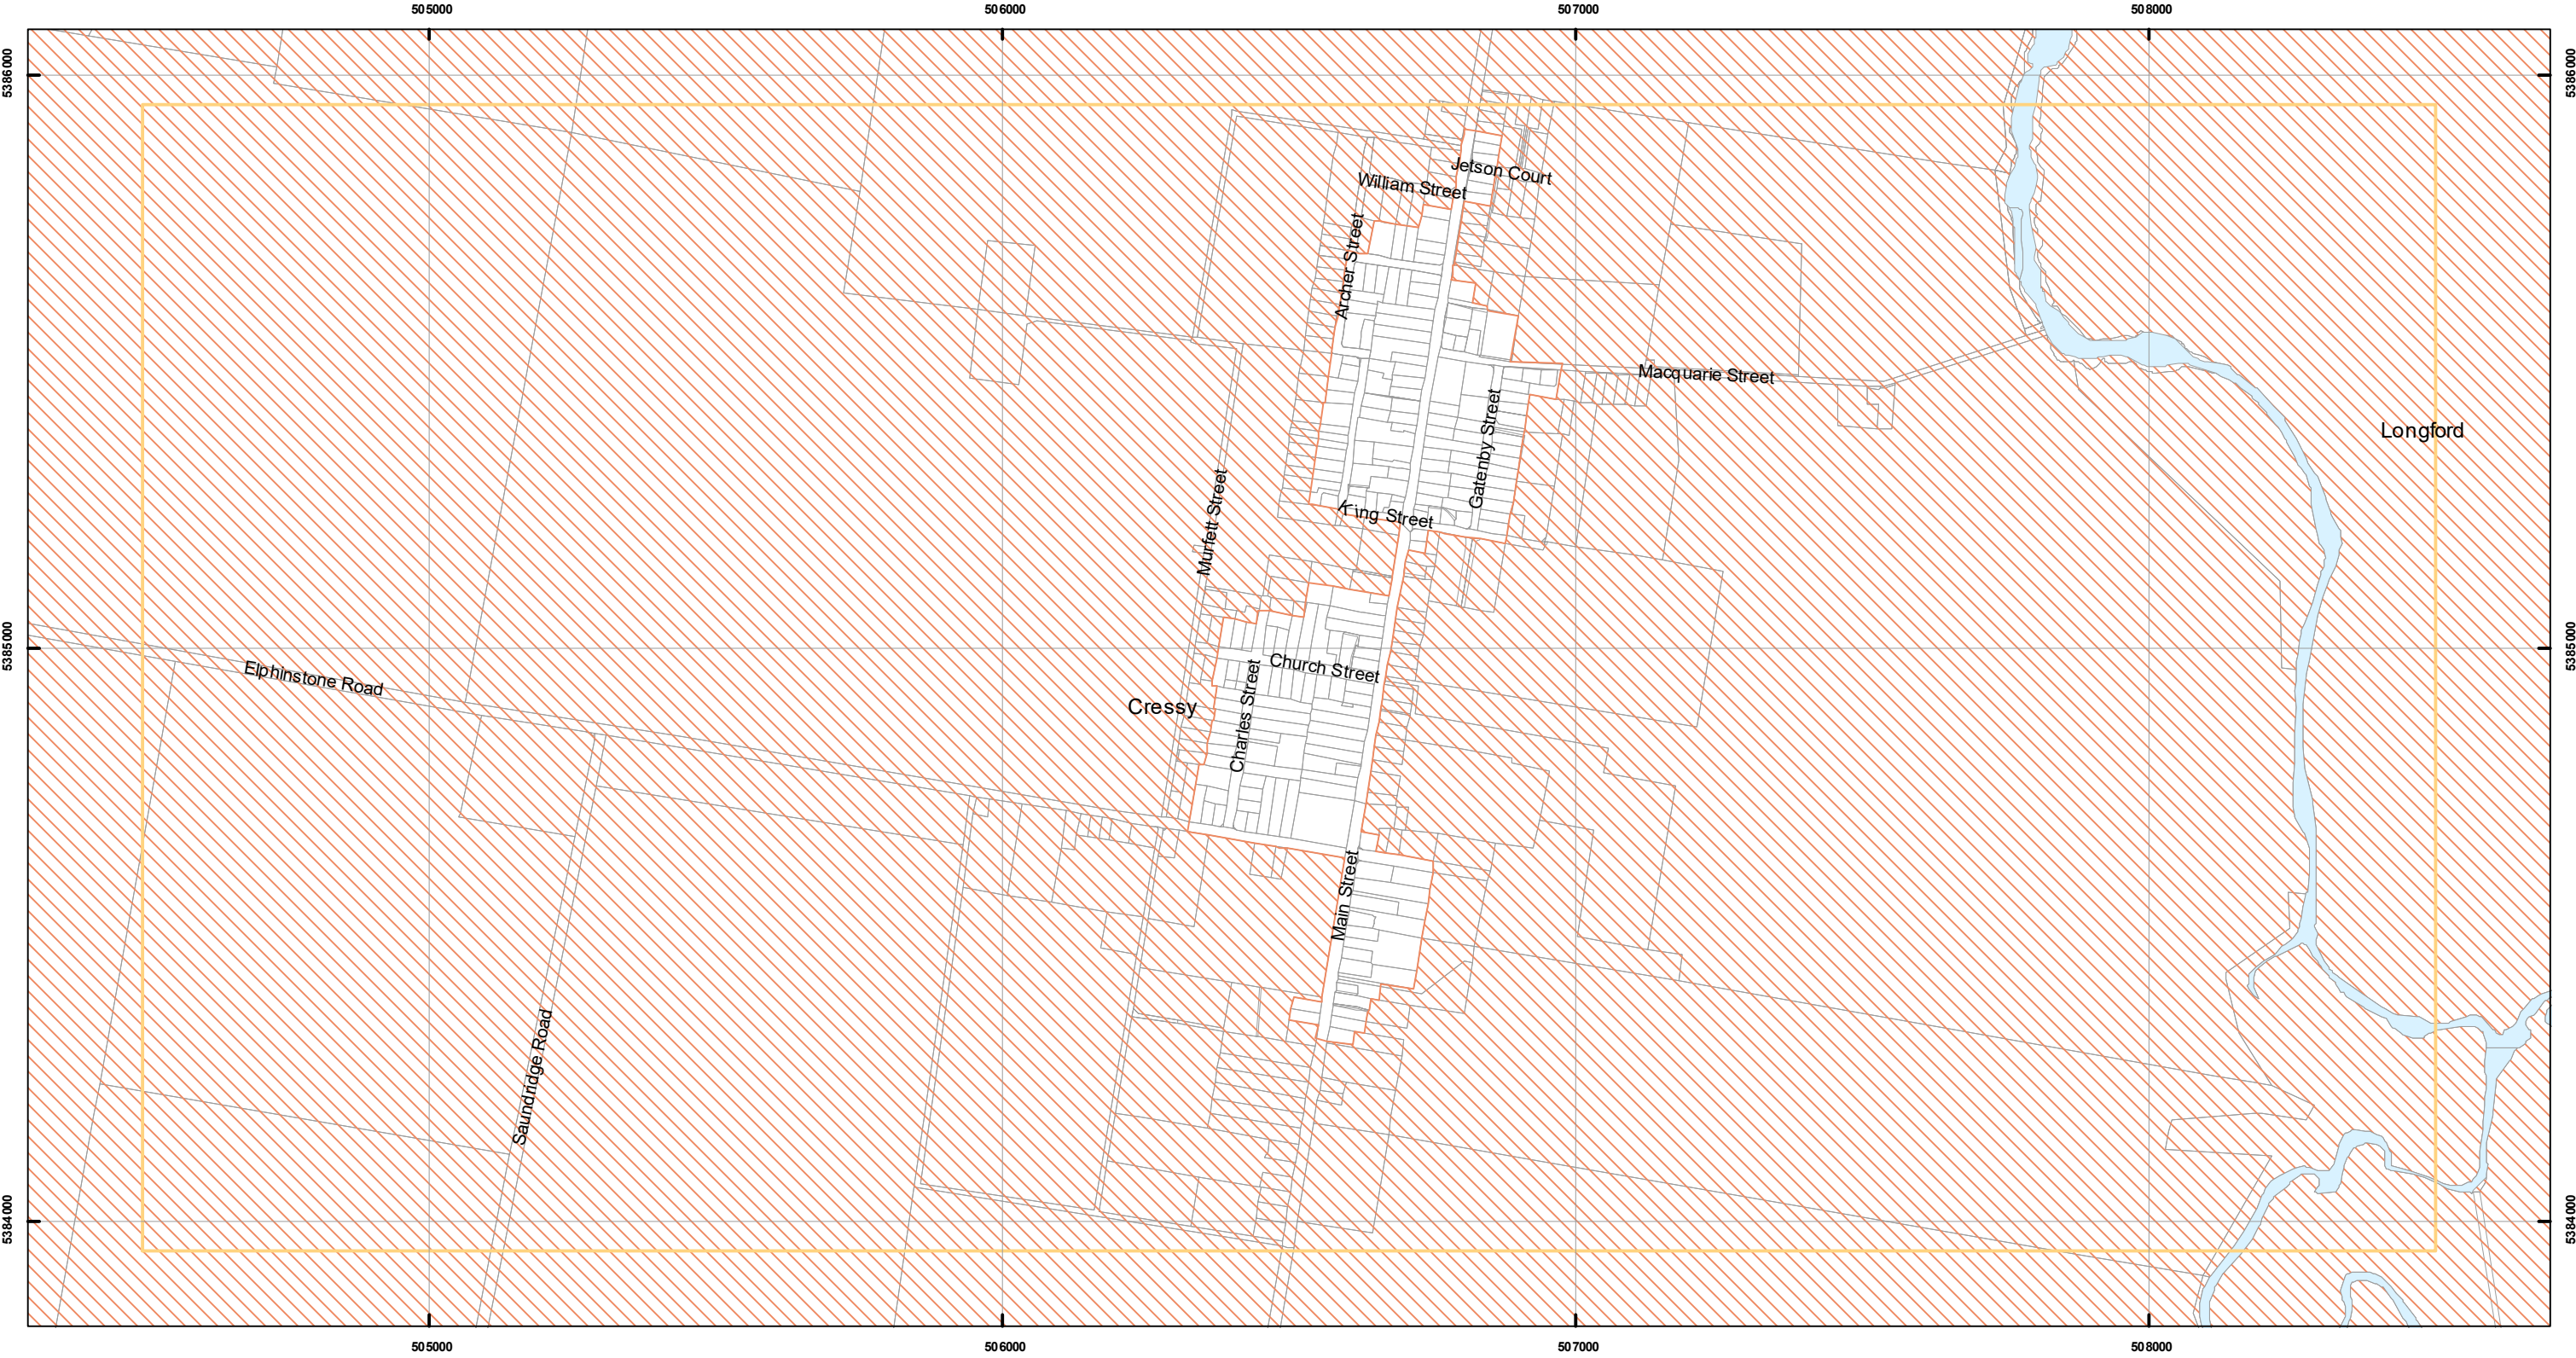 505000
506000
507000
508000
5386000
5386000
Jetson Court
William Street
Archer Street
Macquarie Street
Gatenby Street
Longford
King Street
Murfett Street
5385000
5385000
Elphinstone Road
Church Street
Charles Street
Cressy
Main Street
Saundridge Road
5384000
5384000
505000
506000
507000
508000